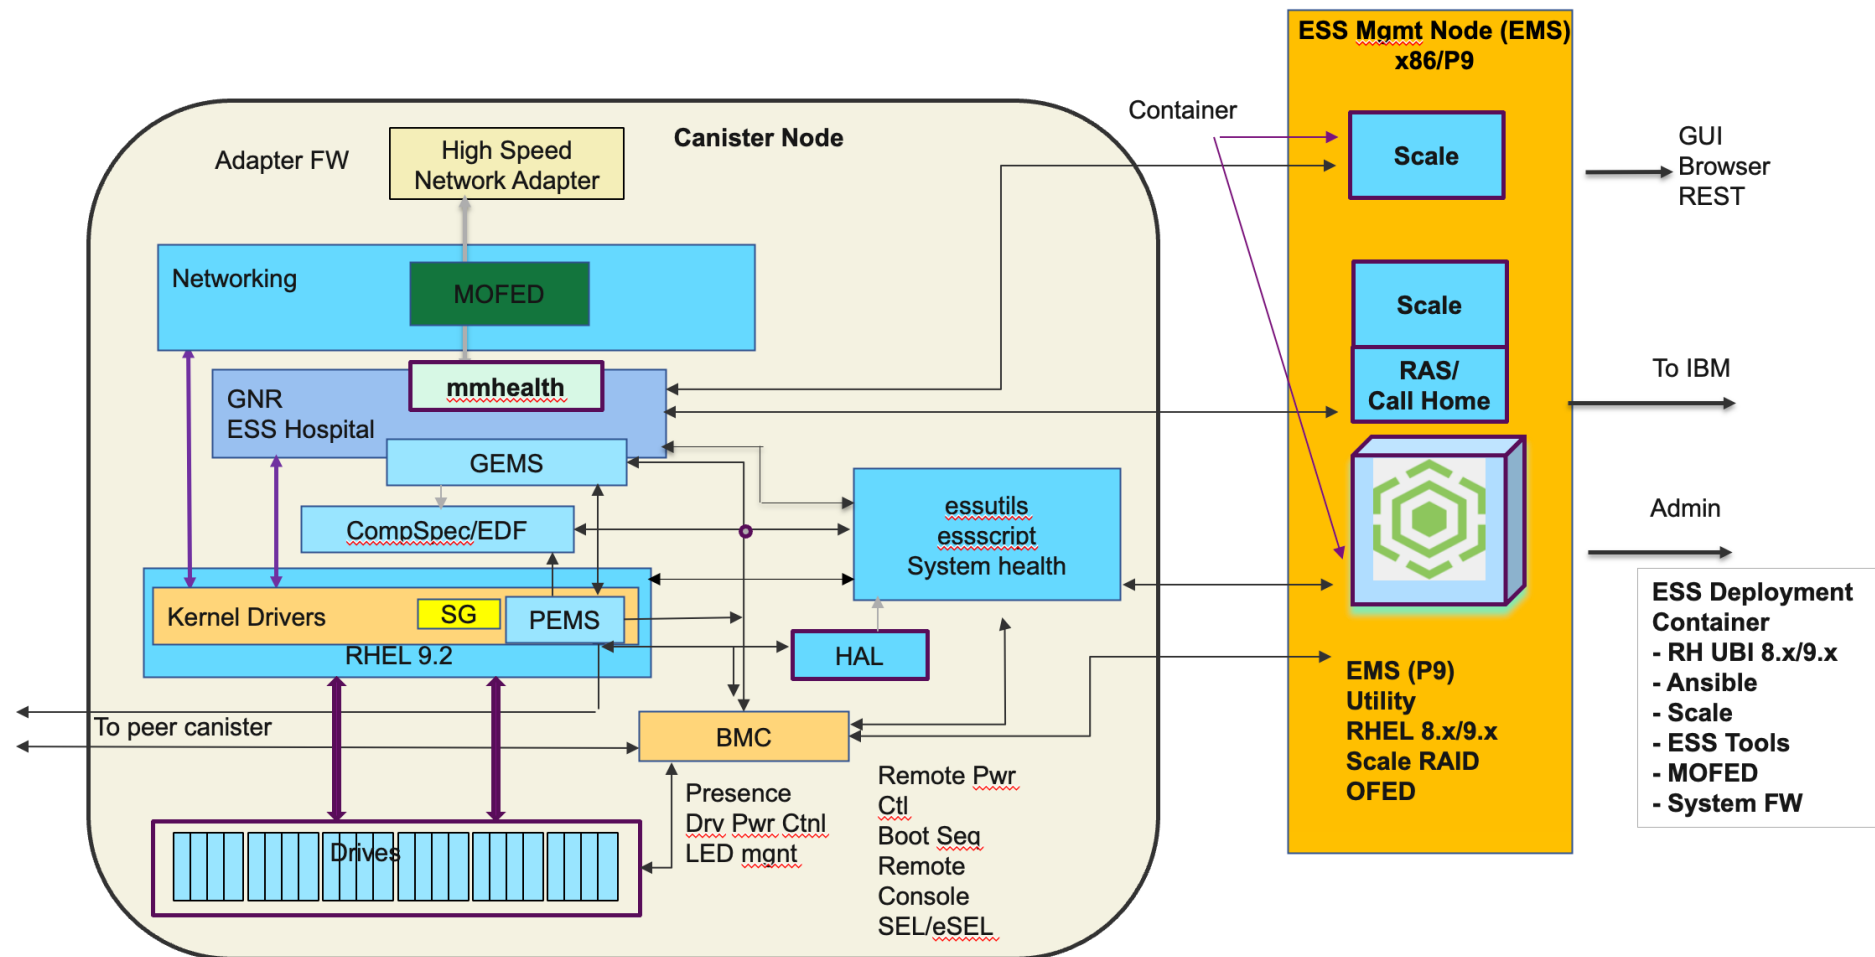 ESS Mgmt Node (EMS)
x86/P9
Container
Scale
GUI
Browser
REST
Canister Node
Adapter FW
High Speed
Network Adapter
Networking
MOFED
Scale
RAS/
Call Home
To IBM
mmhealth
GNR
ESS Hospital
GEMS
CompSpec/EDF
essutils
essscript
System health
Admin
Kernel Drivers
SG
PEMS
RHEL 9.2
HAL
ESS Deployment
Container
- RH UBI 8.x/9.x
- Ansible
- Scale
- ESS Tools
- MOFED
- System FW
EMS (P9)
Utility
RHEL 8.x/9.x
Scale RAID
OFED
To peer canister
BMC
Presence
Drv Pwr Ctnl
LED mgnt
Remote Pwr
Ctl
Boot Seq
Remote
Console
SEL/eSEL
Drives